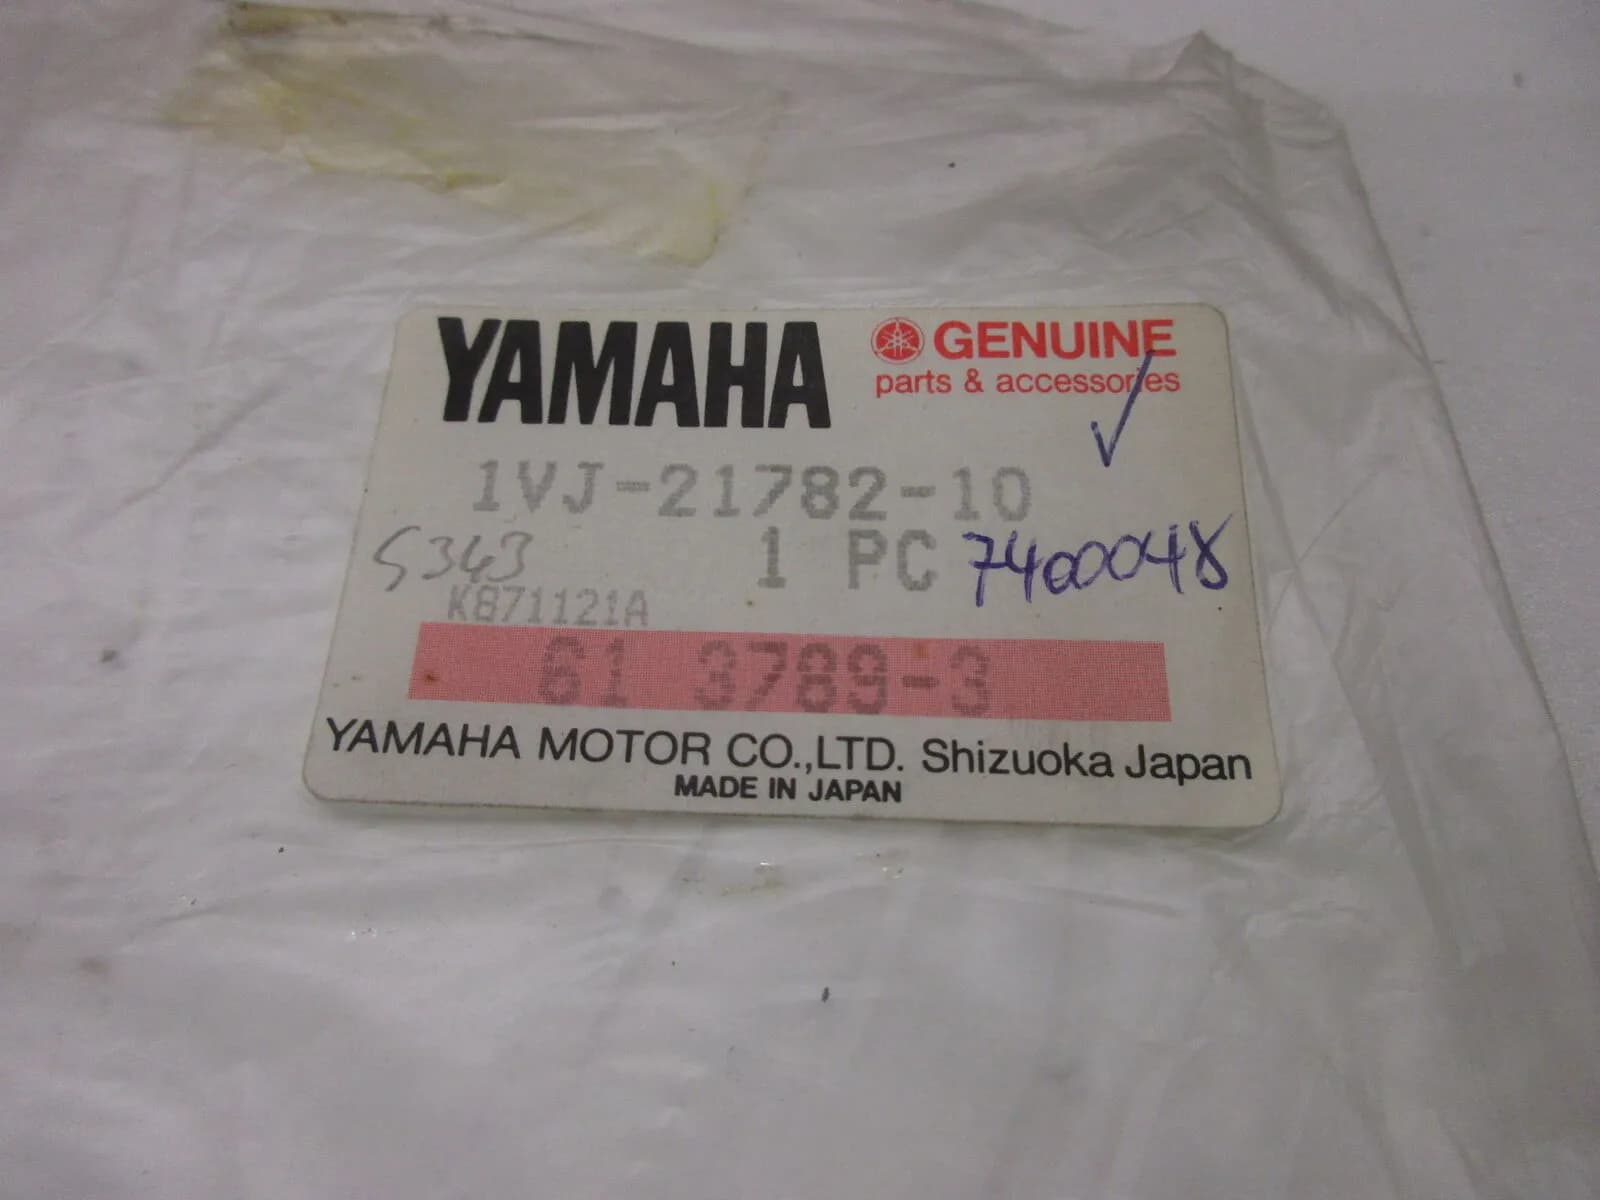 YAMAHA GENUINE
parts & accessories
1VJ-21782-10
S343 1 PC 7400048
K871121A
61 3789-3
YAMAHA MOTOR CO.,LTD. Shizuoka Japan
MADE IN JAPAN